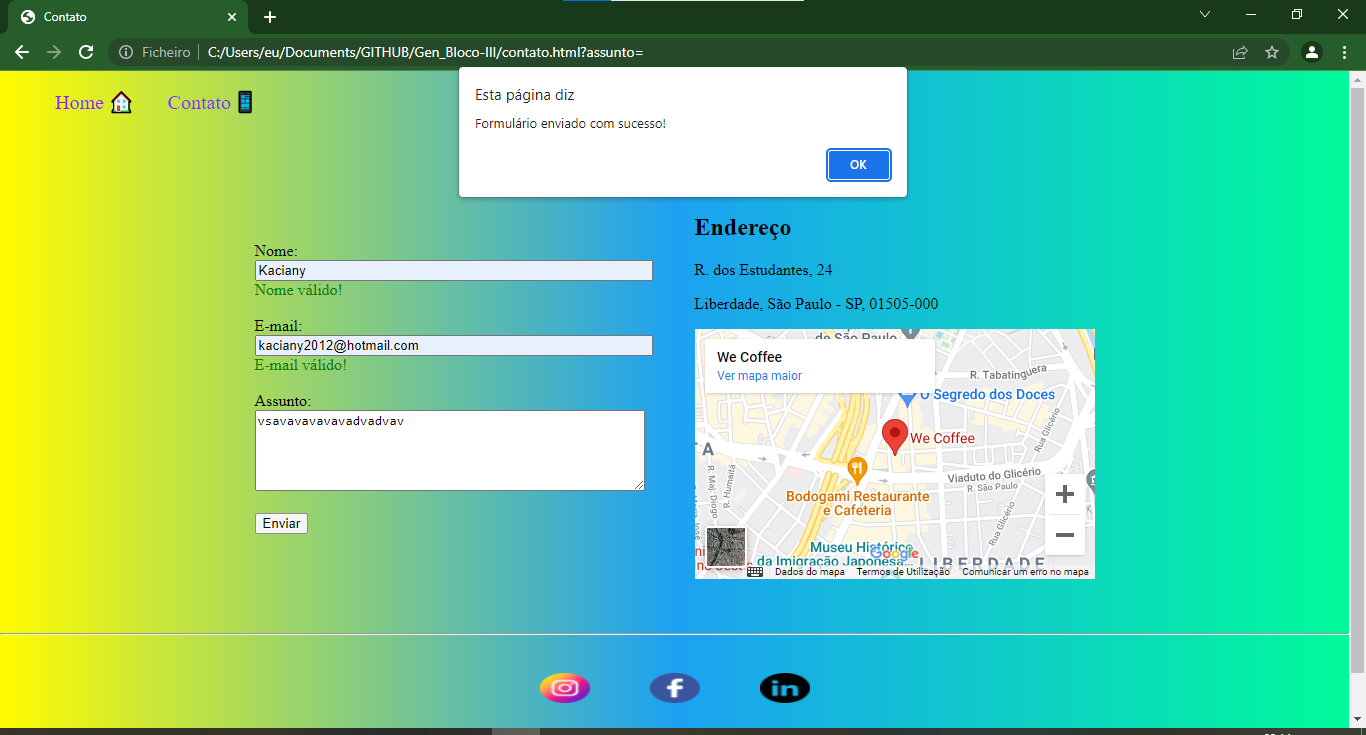 Contato
Ficheiro
C:/Users/eu/Documents/GITHUB/Gen_Bloco-III/contato.html?assunto=
Esta página diz
Formulário enviado com sucesso!
OK
Home
Contato
Nome:
Kaciany
Nome válido!
E-mail:
kaciany2012@hotmail.com
E-mail válido!
Assunto:
vsavavavavavadvadvav
Enviar
Endereço
R. dos Estudantes, 24
Liberdade, São Paulo - SP, 01505-000
de São Paulo
We Coffee
Ver mapa maior
R. Tabatinguera
O Segredo dos Doces
Rua Glicério
We Coffee
A
R. Maj. Diogo
R. Humaitá
Viaduto do Glicério
R. São Paulo
Bodogami Restaurante
e Cafeteria
Rua Glicério
Museu Histórico
da Imigração Japonesa...
Google
LIBERDADE
Dados do mapa
Termos de Utilização
Comunicar um erro no mapa
f
in